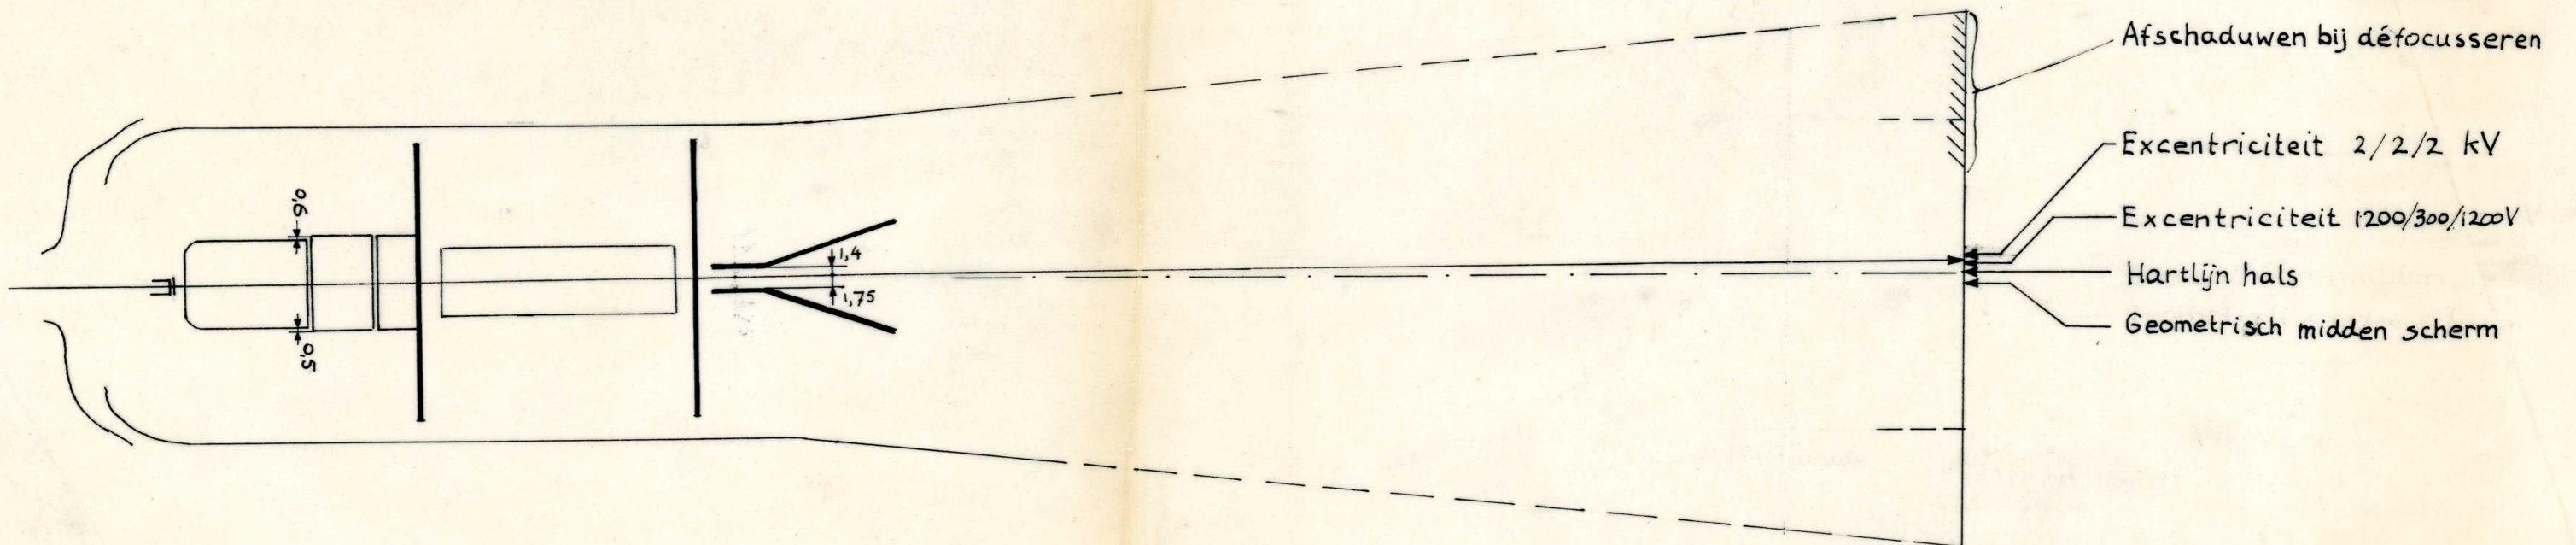 Afschaduwen bij défocusseren
Excentriciteit 2/2/2 kV
Excentriciteit 1200/300/1200V
Hartlijn hals
Geometrisch midden scherm
0,6
0,5
1,4
1,75